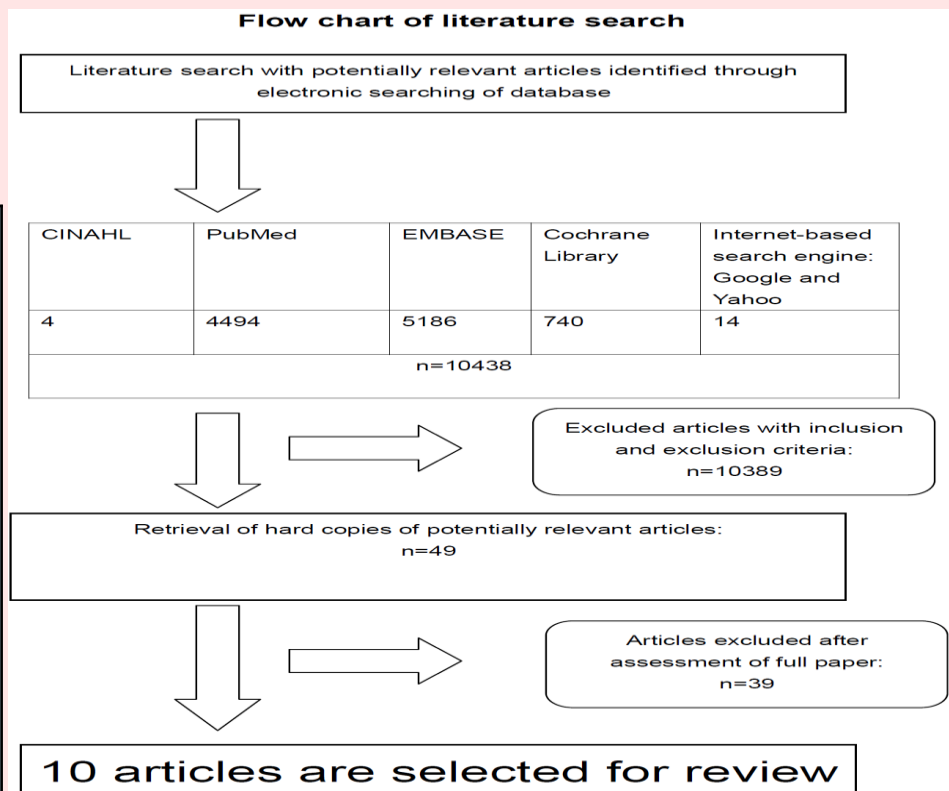 Flow chart of literature search
Literature search with potentially relevant articles identified through
electronic searching of database
CINAHL
PubMed
EMBASE
Cochrane
Library
Internet-based
search engine:
Google and
Yahoo
4
4494
5186
740
14
n=10438
Excluded articles with inclusion
and exclusion criteria:
n=10389
Retrieval of hard copies of potentially relevant articles:
n=49
Articles excluded after
assessment of full paper:
n=39
10 articles are selected for review